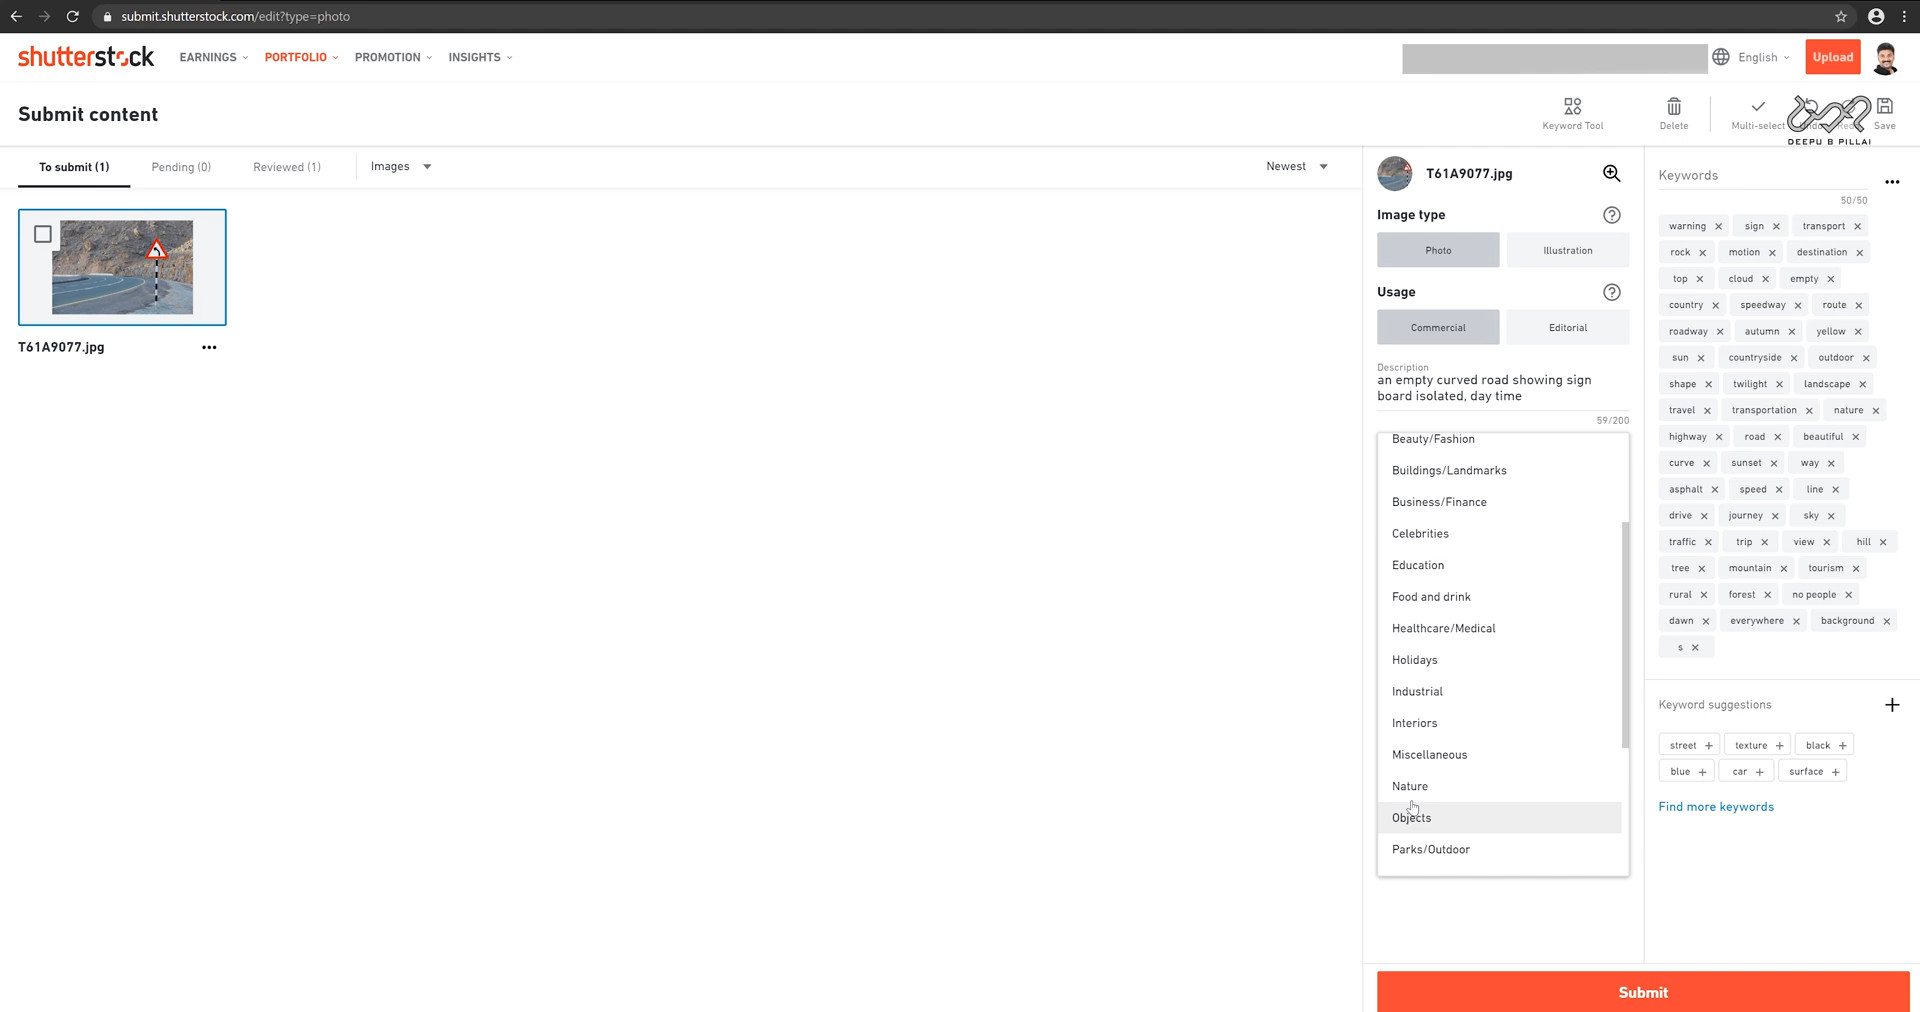 submit.shutterstock.com/edit?type=photo
shutterstock
EARNINGS
PORTFOLIO
PROMOTION
INSIGHTS
English
Upload
Submit content
Keyword Tool
Delete
Multi-select
Save
DEEPU B PILLAI
To submit (1)
Pending (0)
Reviewed (1)
Images
Newest
T61A9077.jpg
T61A9077.jpg
Image type
Photo
Illustration
Usage
Commercial
Editorial
Description
an empty curved road showing sign
board isolated, day time
59/200
Beauty/Fashion
Buildings/Landmarks
Business/Finance
Celebrities
Education
Food and drink
Healthcare/Medical
Holidays
Industrial
Interiors
Miscellaneous
Nature
Objects
Parks/Outdoor
Keywords
50/50
warning sign transport
rock motion destination
top cloud empty
country speedway route
roadway autumn yellow
sun countryside outdoor
shape twilight landscape
travel transportation nature
highway road beautiful
curve sunset way
asphalt speed line
drive journey sky
traffic trip view hill
tree mountain tourism
rural forest no people
dawn everywhere background
s
Keyword suggestions
street texture black
blue car surface
Find more keywords
Submit